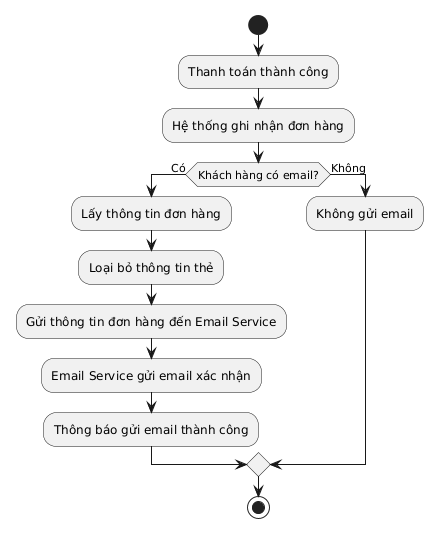 Thanh toán thành công
Hệ thống ghi nhận đơn hàng
Khách hàng có email?
Có
Không
Lấy thông tin đơn hàng
Không gửi email
Loại bỏ thông tin thẻ
Gửi thông tin đơn hàng đến Email Service
Email Service gửi email xác nhận
Thông báo gửi email thành công